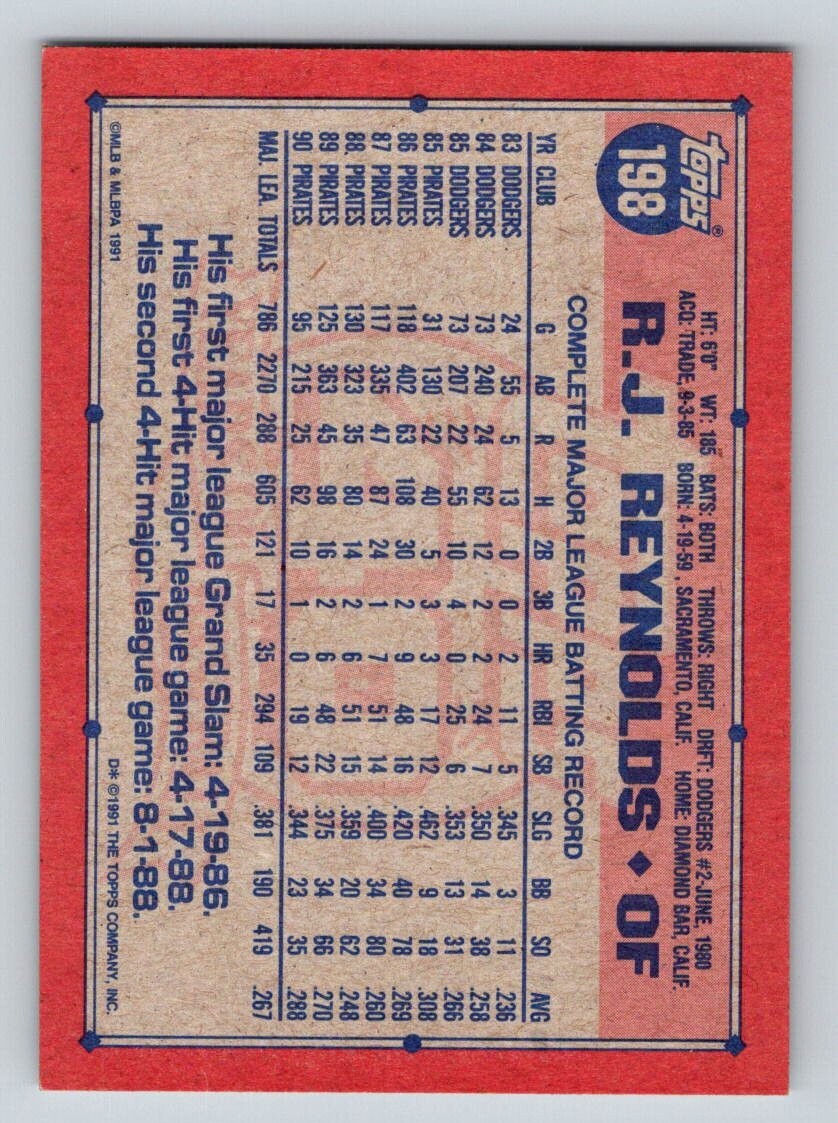 topps®
198
HT: 6'0" WT: 185 BATS: BOTH THROWS: RIGHT DRFT: DODGERS #2-JUNE, 1980
ACQ: TRADE, 9-3-85 BORN: 4-19-59, SACRAMENTO, CALIF. HOME: DIAMOND BAR, CALIF.
R.J. REYNOLDS ♦ OF
COMPLETE MAJOR LEAGUE BATTING RECORD
YR CLUB G AB R H 2B 3B HR RBI SB SLG BB SO AVG
83 DODGERS 24 55 5 13 0 0 2 11 5 .345 3 11 .236
84 DODGERS 73 240 24 62 12 2 2 24 7 .350 14 38 .258
85 DODGERS 73 207 22 55 10 4 0 25 6 .353 13 31 .266
85 PIRATES 31 130 22 40 5 3 3 17 12 .462 9 18 .308
86 PIRATES 118 402 63 108 30 2 9 48 16 .420 40 78 .269
87 PIRATES 117 335 47 87 24 1 7 51 14 .400 34 80 .260
88 PIRATES 130 323 35 80 14 2 6 51 15 .359 20 62 .248
89 PIRATES 125 363 45 98 16 2 6 48 22 .375 34 66 .270
90 PIRATES 95 215 25 62 10 1 0 19 12 .344 23 35 .288
MAJ. LEA. TOTALS 786 2270 288 605 121 17 35 294 109 .381 190 419 .267
His first major league Grand Slam: 4-19-86.
His first 4-Hit major league game: 4-17-88.
His second 4-Hit major league game: 8-1-88.
©MLB & MLBPA 1991
D* ©1991 THE TOPPS COMPANY, INC.